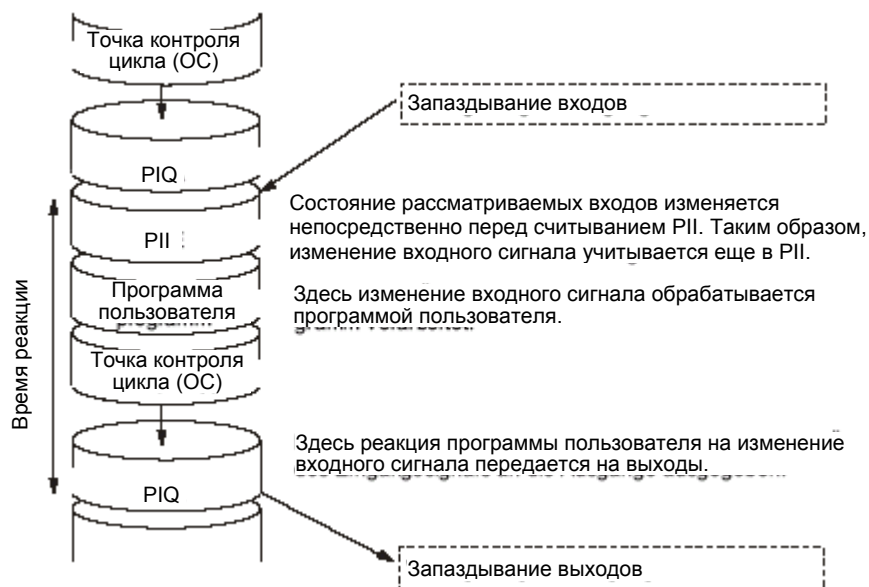 Точка контроля
цикла (ОС)
Запаздывание входов
PIQ
Состояние рассматриваемых входов изменяется
непосредственно перед считыванием PII. Таким образом,
изменение входного сигнала учитывается еще в PII.
PII
Программа
пользователя
Здесь изменение входного сигнала обрабатывается
программой пользователя.
Время реакции
Точка контроля
цикла (ОС)
Здесь реакция программы пользователя на изменение
входного сигнала передается на выходы.
PIQ
Запаздывание выходов